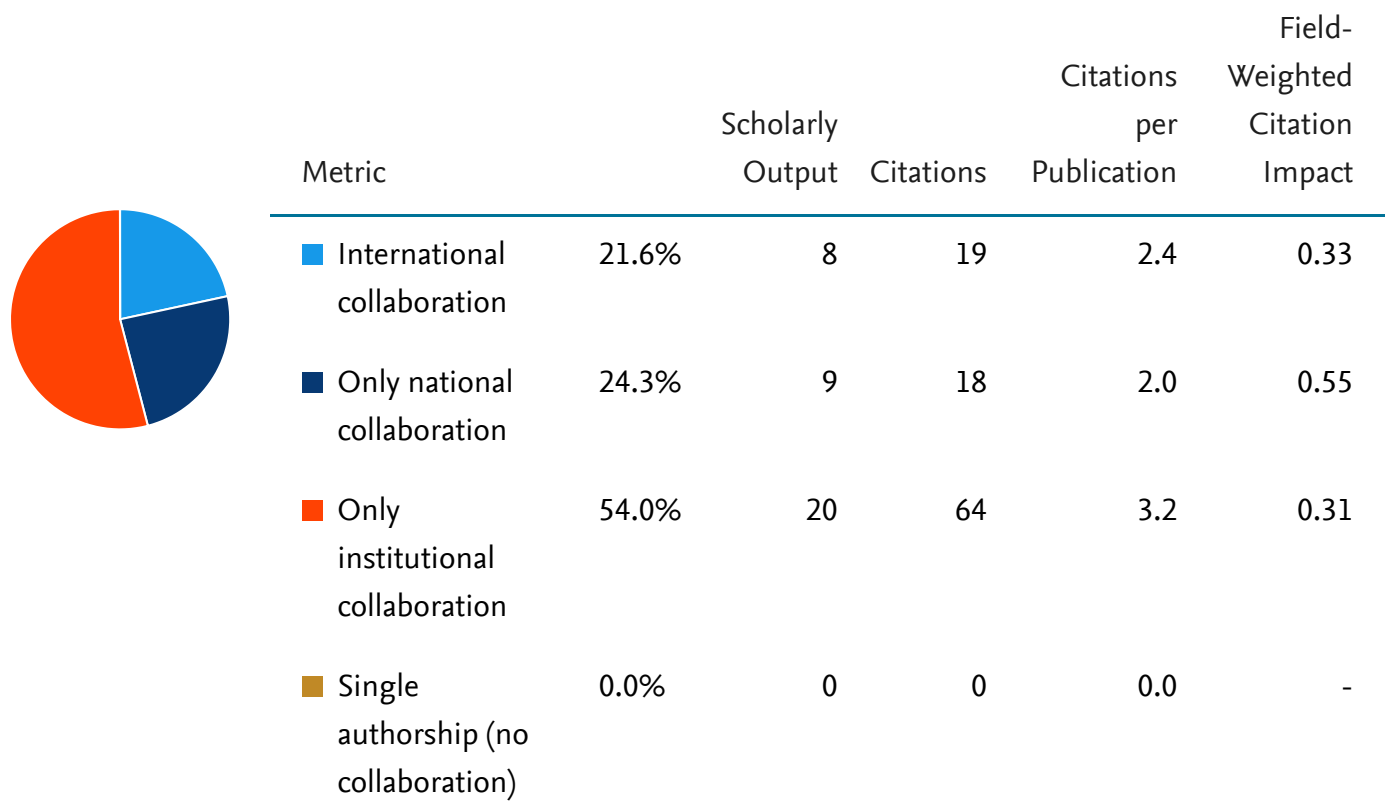 Metric Scholarly Output Citations Citations per Publication Field-Weighted Citation Impact
International collaboration 21.6% 8 19 2.4 0.33
Only national collaboration 24.3% 9 18 2.0 0.55
Only institutional collaboration 54.0% 20 64 3.2 0.31
Single authorship (no collaboration) 0.0% 0 0 0.0 -